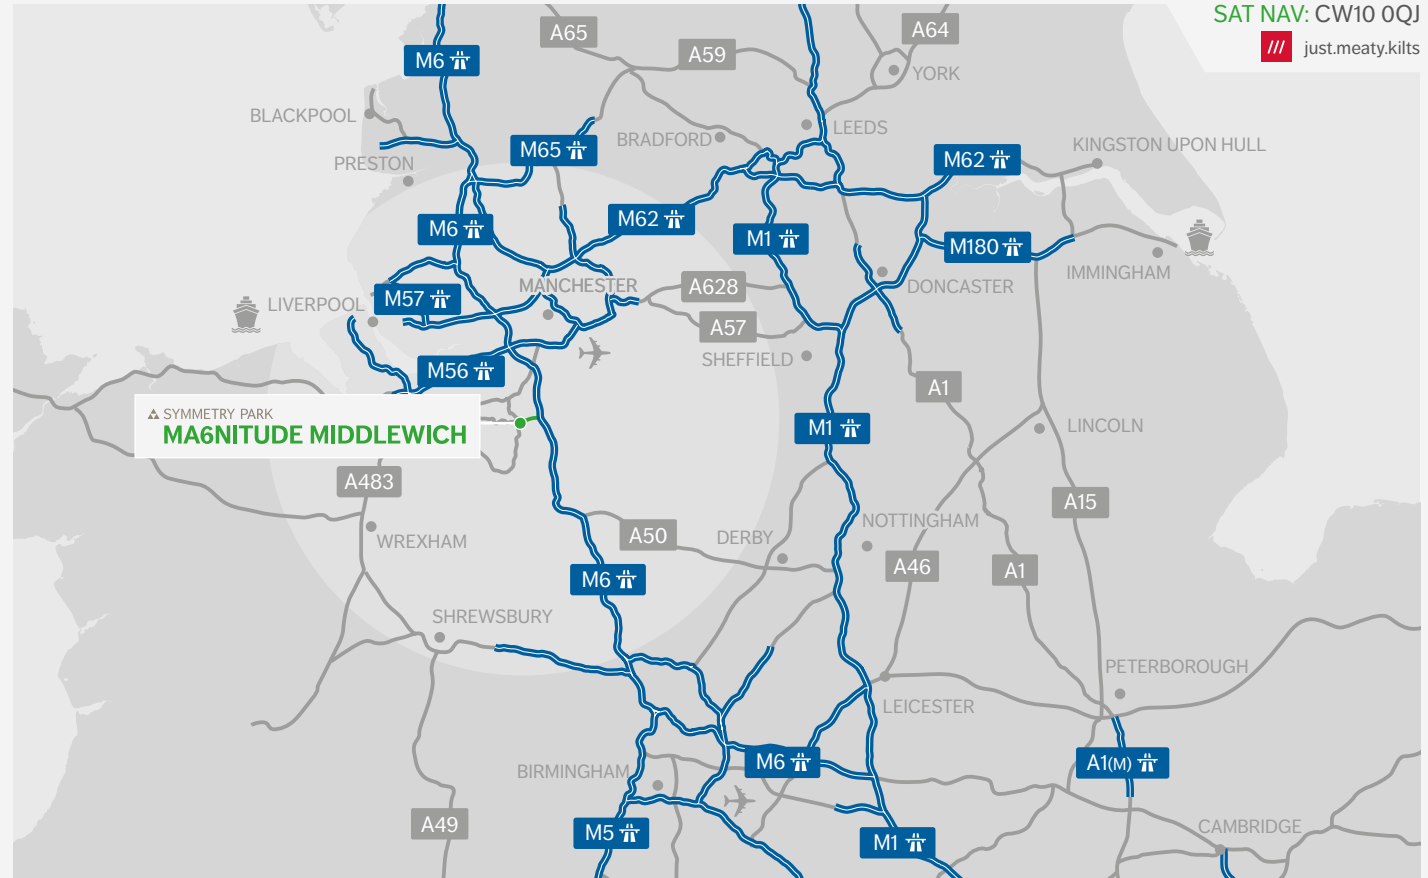 SAT NAV: CW10 0QJ
just.meaty.kilts
A65
A64
M6
A59
YORK
BLACKPOOL
LEEDS
BRADFORD
M65
KINGSTON UPON HULL
M62
PRESTON
M6
M62
M1
M180
IMMINGHAM
MANCHESTER
A628
DONCASTER
M57
LIVERPOOL
A57
SHEFFIELD
M56
A1
SYMMETRY PARK
MA6NITUDE MIDDLEWICH
M1
LINCOLN
A483
A15
NOTTINGHAM
WREXHAM
A50
DERBY
A46
A1
M6
SHREWSBURY
PETERBOROUGH
LEICESTER
M6
A1(M)
BIRMINGHAM
A49
M5
M1
CAMBRIDGE